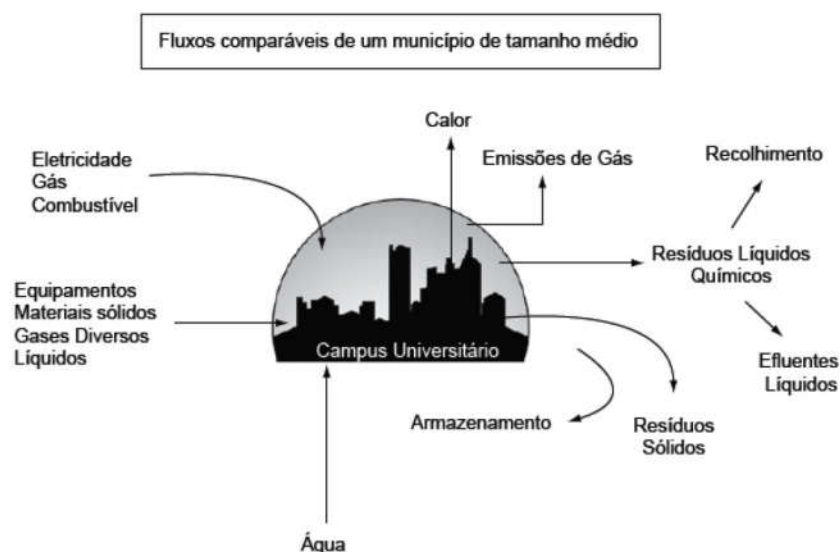 Fluxos comparáveis de um município de tamanho médio
Calor
Emissões de Gás
Recolhimento
Eletricidade
Gás
Combustível
Resíduos Líquidos
Químicos
Equipamentos
Materiais sólidos
Gases Diversos
Líquidos
Campus Universitário
Efluentes
Líquidos
Armazenamento
Resíduos
Sólidos
Água